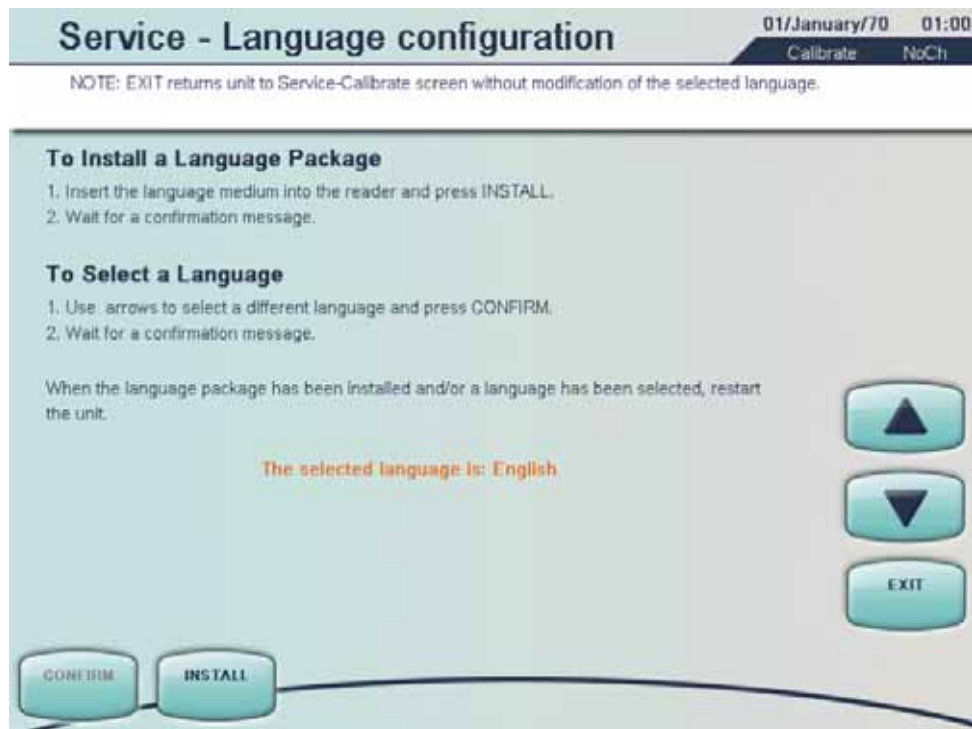 Service - Language configuration
01/January/70 01:00
Calibrate NoCh
NOTE: EXIT returns unit to Service-Calibrate screen without modification of the selected language.
To Install a Language Package
1. Insert the language medium into the reader and press INSTALL.
2. Wait for a confirmation message.
To Select a Language
1. Use arrows to select a different language and press CONFIRM.
2. Wait for a confirmation message.
When the language package has been installed and/or a language has been selected, restart
the unit.
The selected language is: English
EXIT
CONFIRM
INSTALL